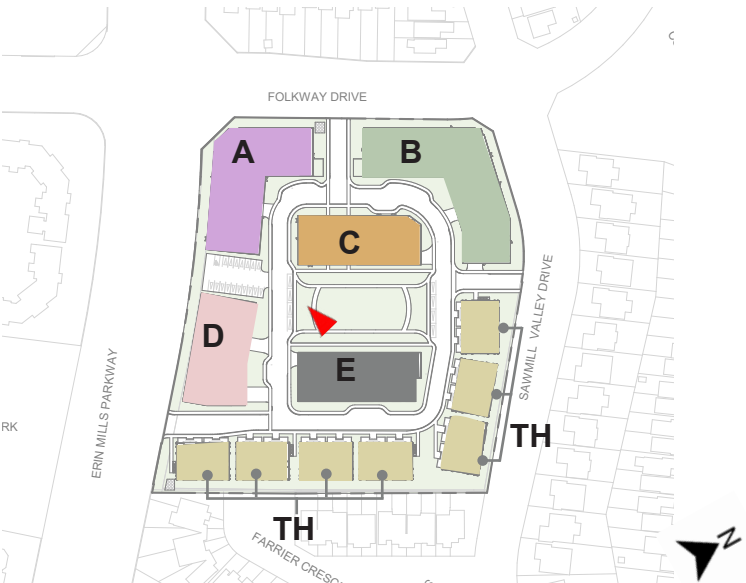 FOLKWAY DRIVE
A
B
C
D
E
SAWMILL VALLEY DRIVE
ERIN MILLS PARKWAY
RK
TH
TH
FARRIER CRESC
N